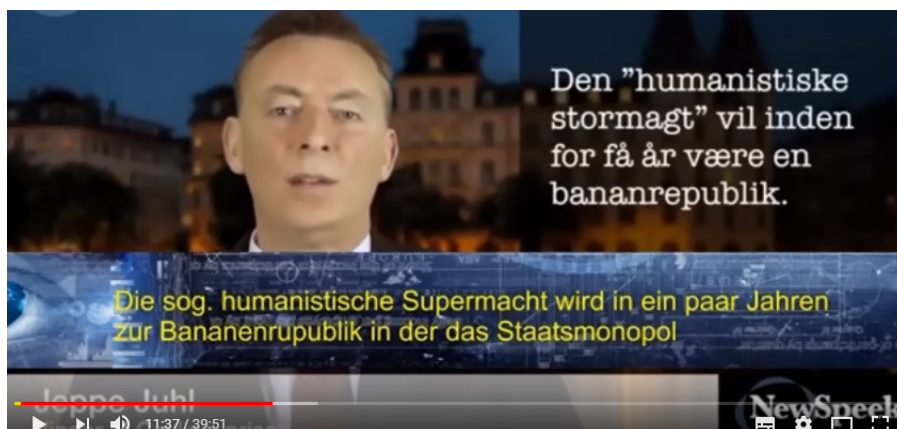 Den ”humanistiske
stormagt” vil inden
for få år være en
bananrepublik.
Die sog. humanistische Supermacht wird in ein paar Jahren
zur Bananenrupublik in der das Staatsmonopol
Jeppe Juhl
NewSpeek
11:37 / 39:51